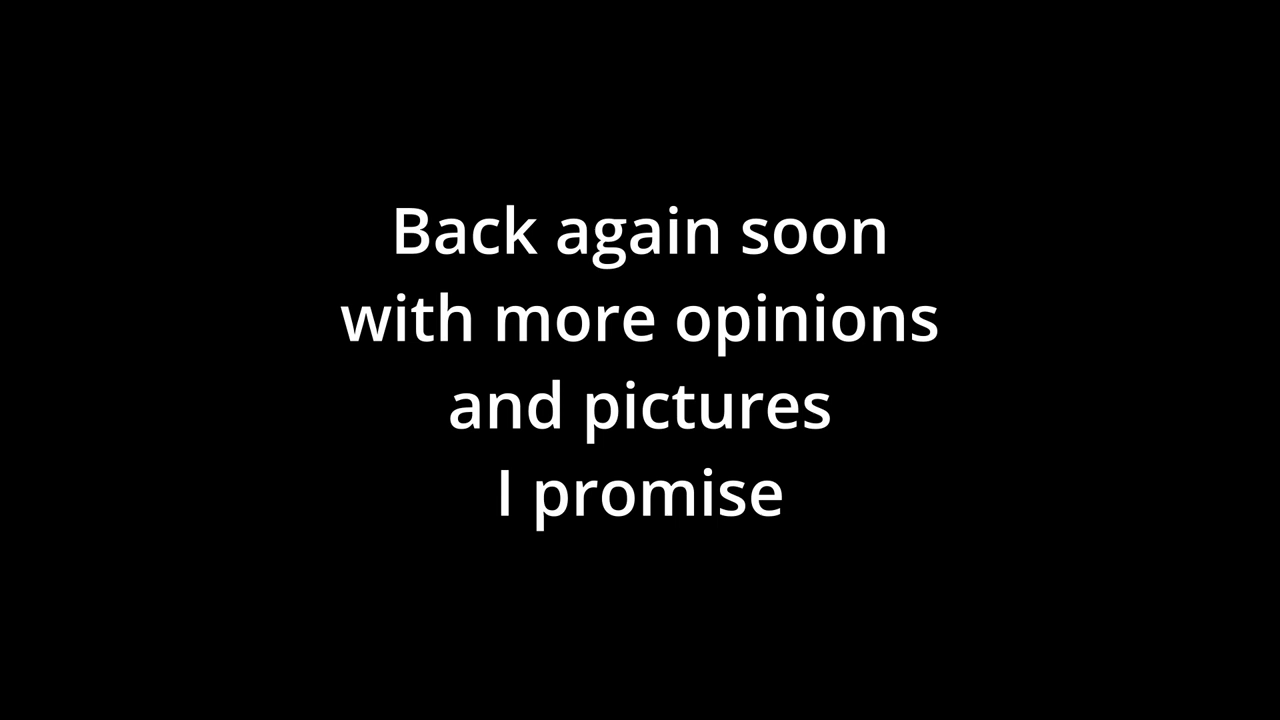 Back again soon
with more opinions
and pictures
I promise